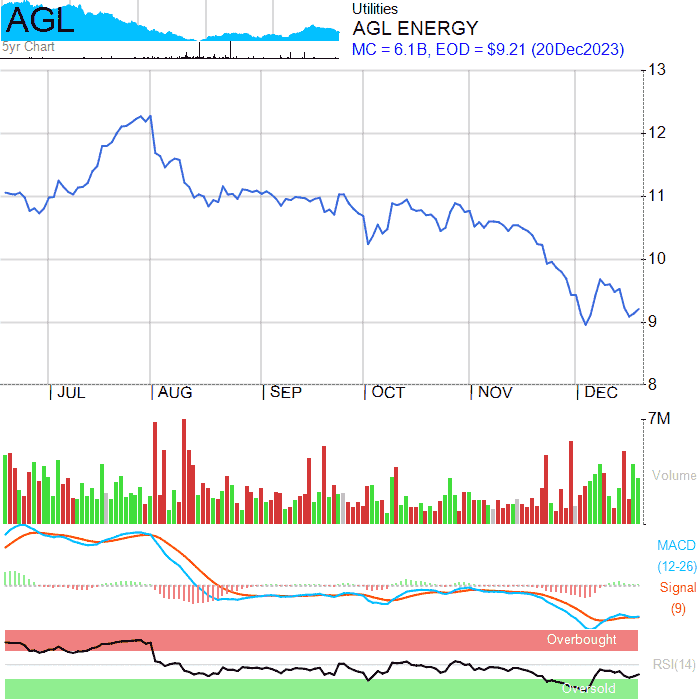 AGL
5yr Chart
Utilities
AGL ENERGY
MC = 6.1B, EOD = $9.21 (20Dec2023)
13
12
11
10
9
8
JUL AUG SEP OCT NOV DEC
7M
Volume
MACD
(12-26)
Signal
(9)
Overbought
RSI(14)
Oversold